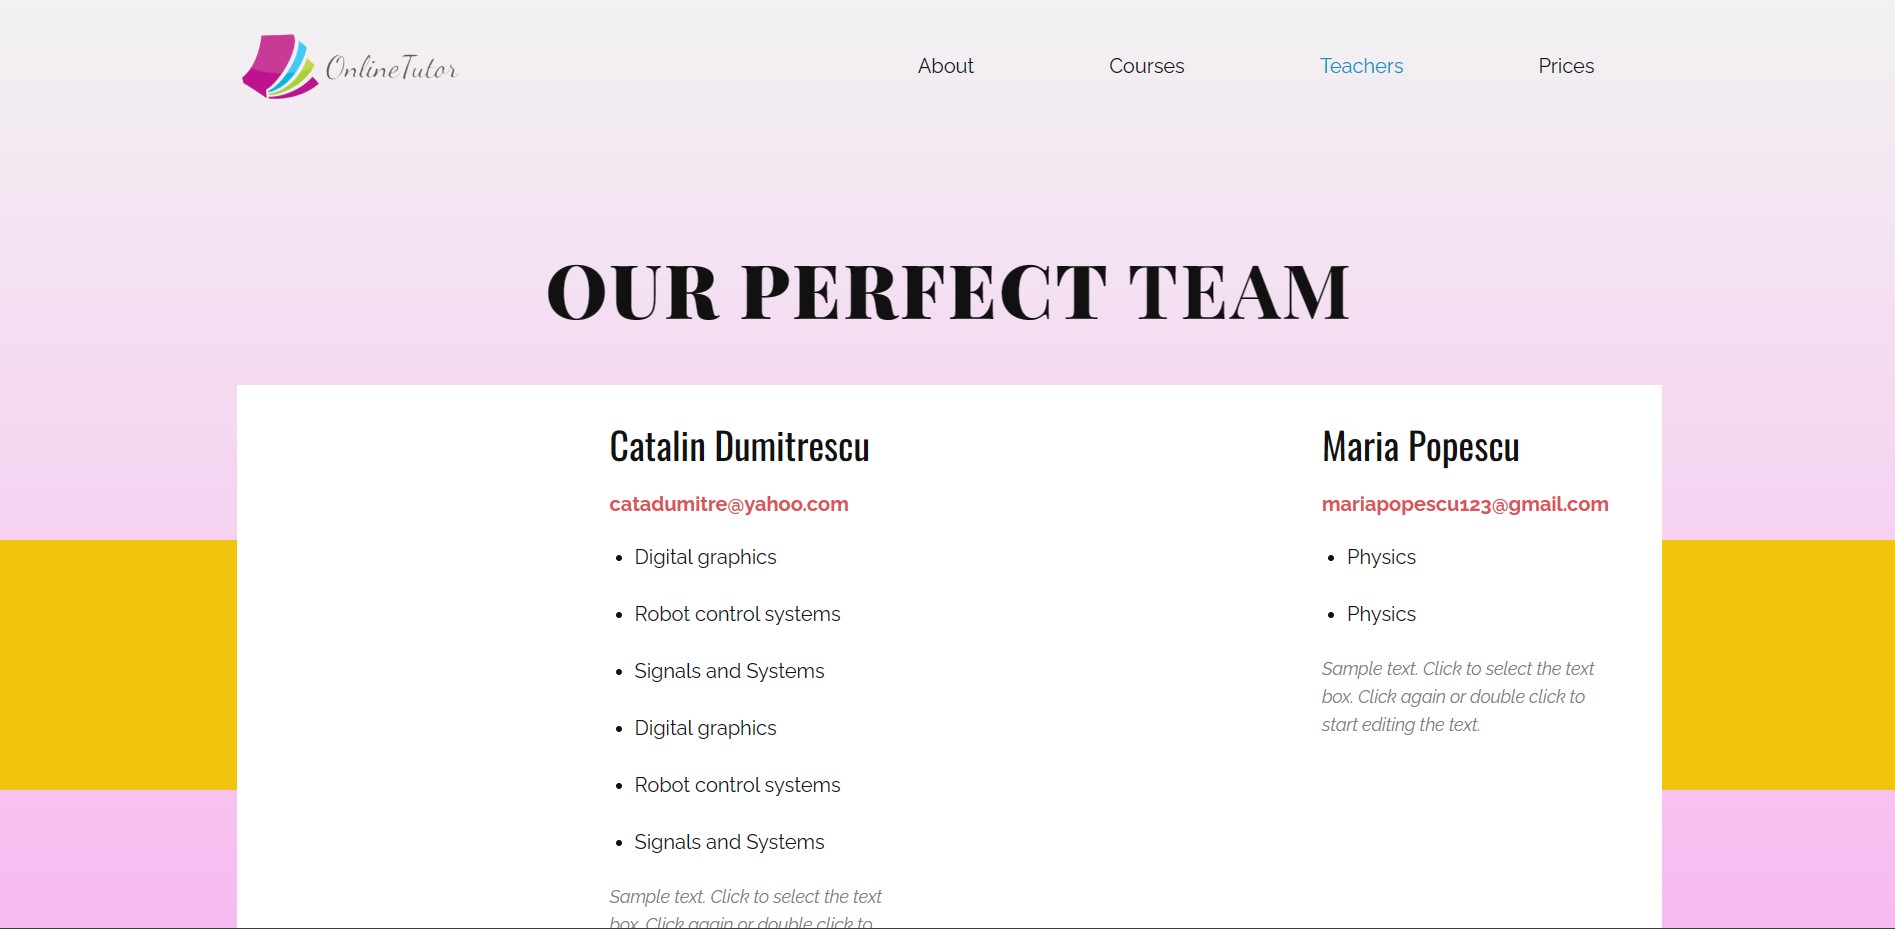 OnlineTutor
About
Courses
Teachers
Prices
OUR PERFECT TEAM
Catalin Dumitrescu
catadumitre@yahoo.com
• Digital graphics
• Robot control systems
• Signals and Systems
• Digital graphics
• Robot control systems
• Signals and Systems
Sample text. Click to select the text
box. Click again or double click to
Maria Popescu
mariapopescu123@gmail.com
• Physics
• Physics
Sample text. Click to select the text
box. Click again or double click to
start editing the text.